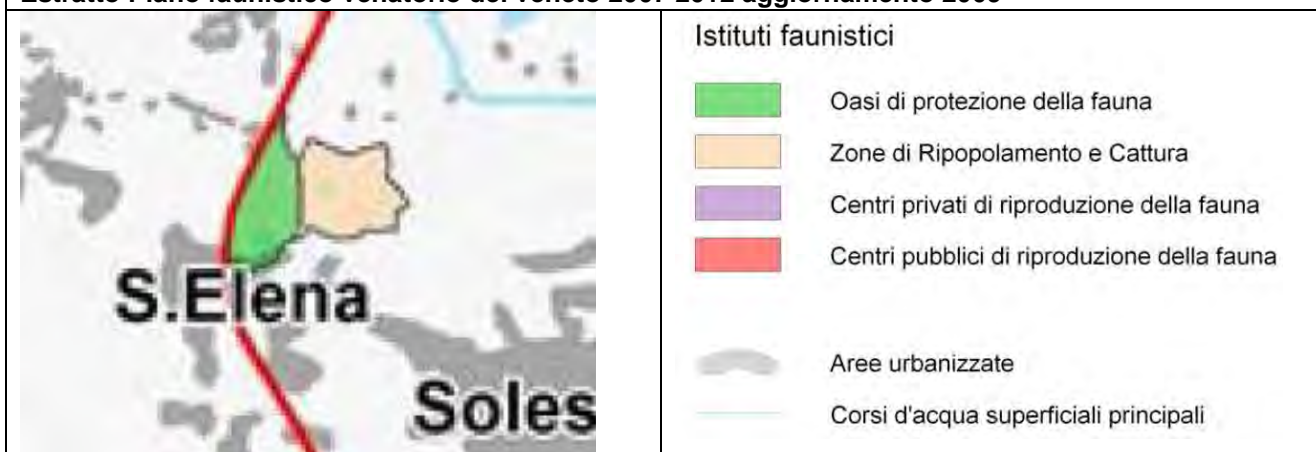 Istituti faunistici
Oasi di protezione della fauna
Zone di Ripopolamento e Cattura
Centri privati di riproduzione della fauna
Centri pubblici di riproduzione della fauna
Aree urbanizzate
Corsi d'acqua superficiali principali
S.Elena
Soles